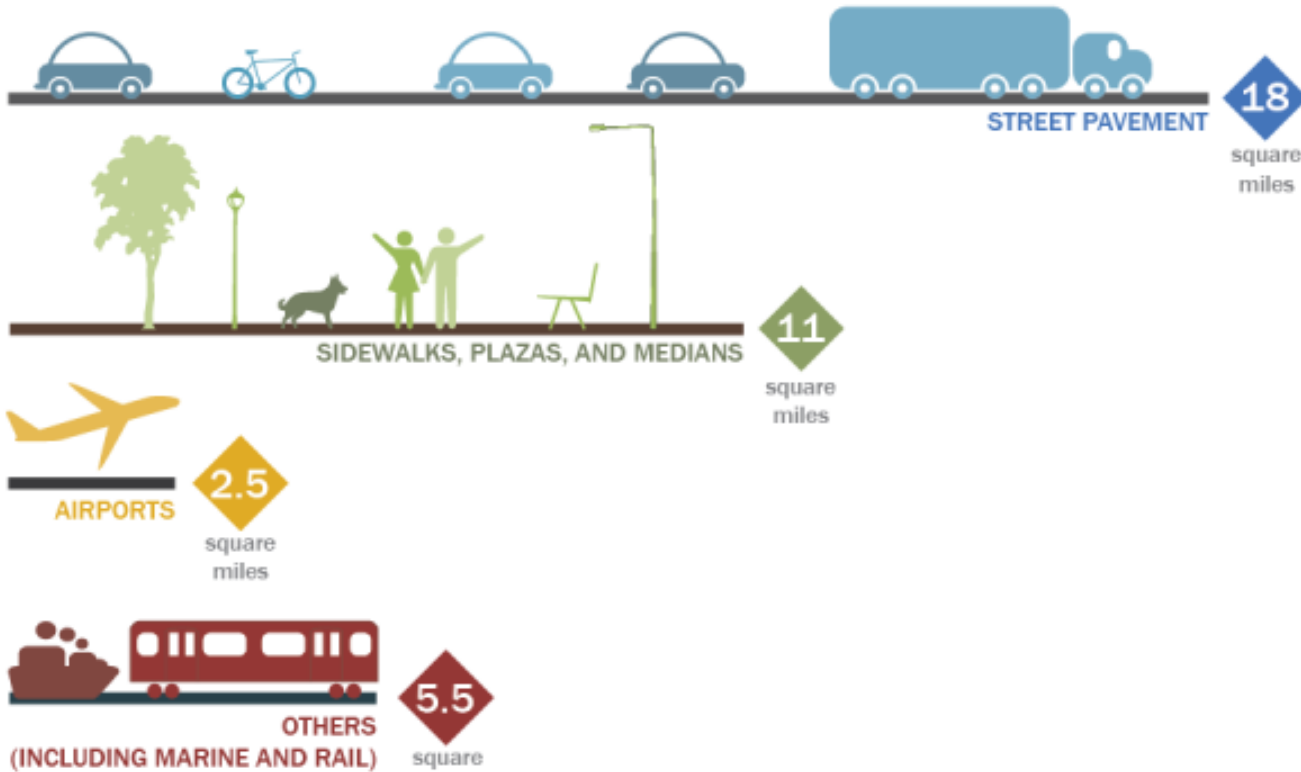 STREET PAVEMENT
18
square
miles
SIDEWALKS, PLAZAS, AND MEDIANS
11
square
miles
AIRPORTS
2.5
square
miles
OTHERS
(INCLUDING MARINE AND RAIL)
5.5
square